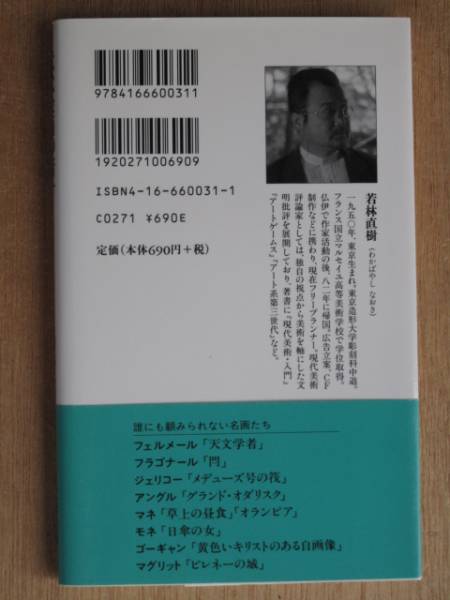 9784166600311
1920271006909
ISBN4-16-660031-1
C0271 ¥690E
定価（本体690円＋税）
若林直樹（わかばやし なおき）
一九五〇年、東京生まれ。東京造形大学彫刻科中退。
フランス国立マルセイユ高等美術学校で学位取得。
仏伊で作家活動の後、八二年に帰国。広告立案、CF
制作などに携わり、現在フリープランナー。現代美術
評論家としては、独自の視点から美術を軸にした文
明批評を展開しており、著書に『現代美術・入門』
『アートゲームス』『アート系第三世代』など。
誰にも顧みられない名画たち
フェルメール「天文学者」
フラゴナール「閂」
ジェリコー「メデューズ号の筏」
アングル「グランド・オダリスク」
マネ「草上の昼食」「オランピア」
モネ「日傘の女」
ゴーギャン「黄色いキリストのある自画像」
マグリット「ピレネーの城」